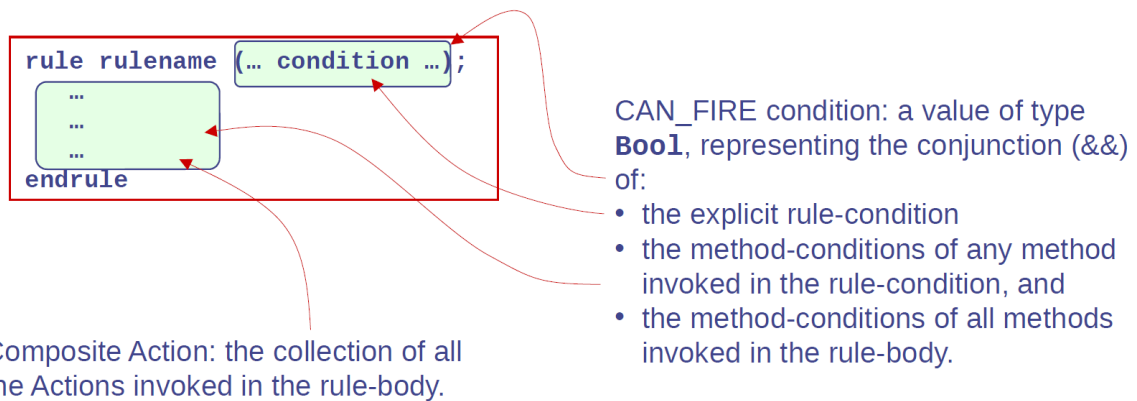 rule rulename (… condition …);
…
…
…
endrule
CAN_FIRE condition: a value of type
Bool, representing the conjunction (&&)
of:
• the explicit rule-condition
• the method-conditions of any method
invoked in the rule-condition, and
• the method-conditions of all methods
invoked in the rule-body.
Composite Action: the collection of all
he Actions invoked in the rule-body.